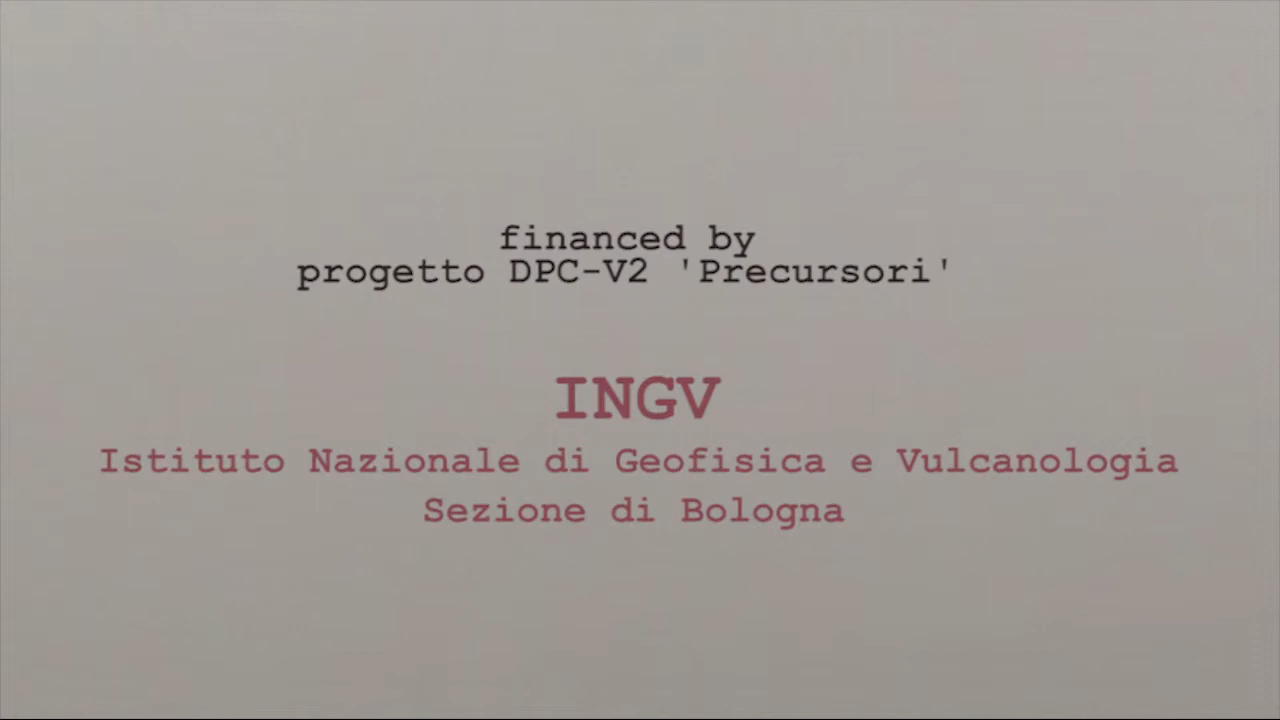 financed by
progetto DPC-V2 'Precursori'
INGV
Istituto Nazionale di Geofisica e Vulcanologia
Sezione di Bologna